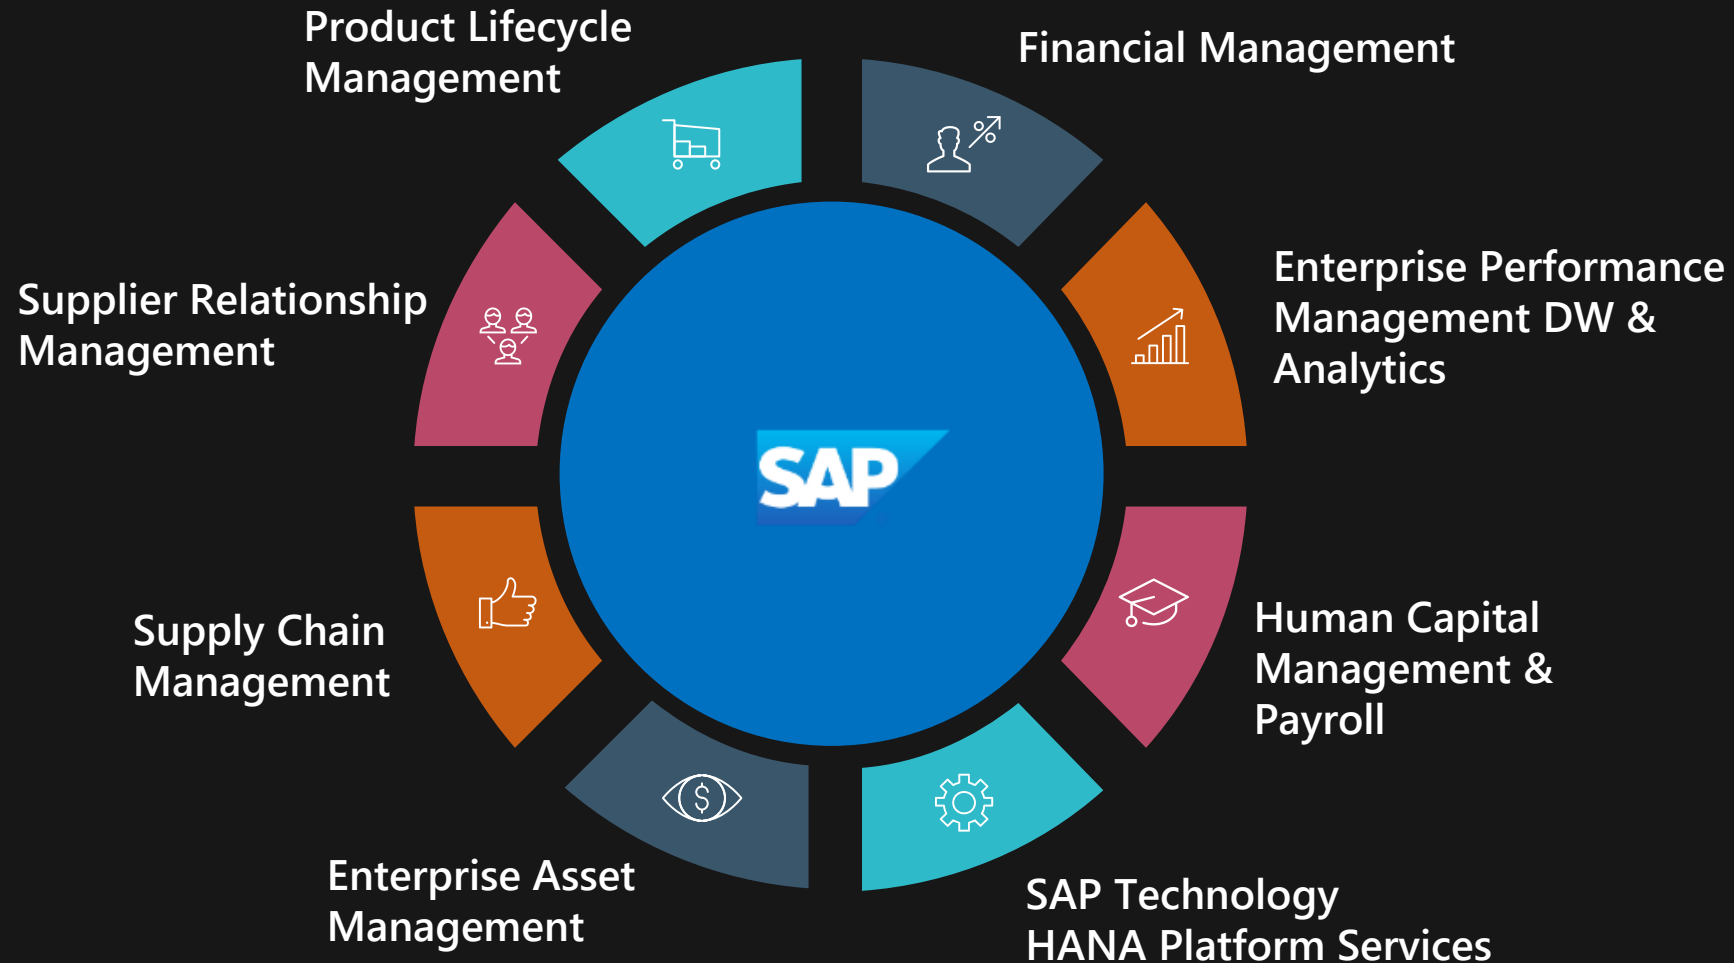 Product Lifecycle
Management
Financial Management
Supplier Relationship
Management
Enterprise Performance
Management DW &
Analytics
SAP
Supply Chain
Management
Human Capital
Management &
Payroll
Enterprise Asset
Management
SAP Technology
HANA Platform Services
%
$